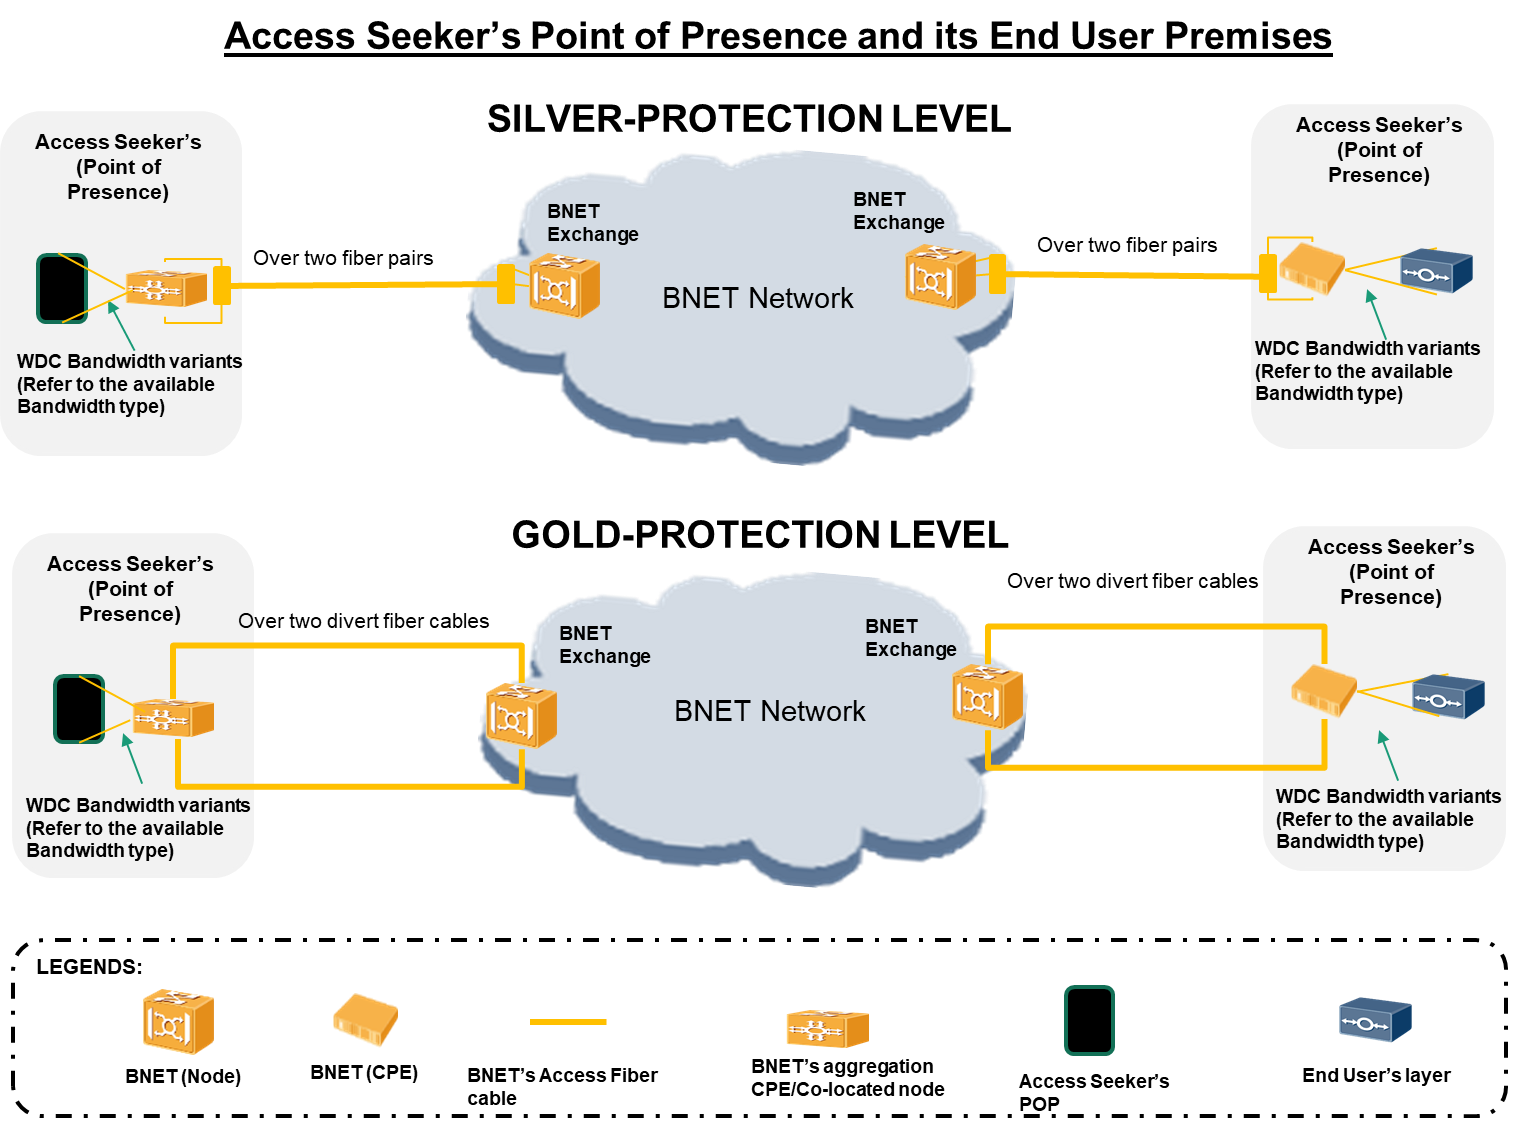 Access Seeker's Point of Presence and its End User Premises
SILVER-PROTECTION LEVEL
Access Seeker's
(Point of
Presence)
Over two fiber pairs
BNET
Exchange
BNET Network
BNET
Exchange
Over two fiber pairs
Access Seeker's
(Point of
Presence)
WDC Bandwidth variants
(Refer to the available
Bandwidth type)
WDC Bandwidth variants
(Refer to the available
Bandwidth type)
GOLD-PROTECTION LEVEL
Access Seeker's
(Point of
Presence)
Over two divert fiber cables
BNET
Exchange
BNET Network
BNET
Exchange
Over two divert fiber cables
Access Seeker's
(Point of
Presence)
WDC Bandwidth variants
(Refer to the available
Bandwidth type)
WDC Bandwidth variants
(Refer to the available
Bandwidth type)
LEGENDS:
BNET (Node)
BNET (CPE)
BNET's Access Fiber
cable
BNET's aggregation
CPE/Co-located node
Access Seeker's
POP
End User's layer